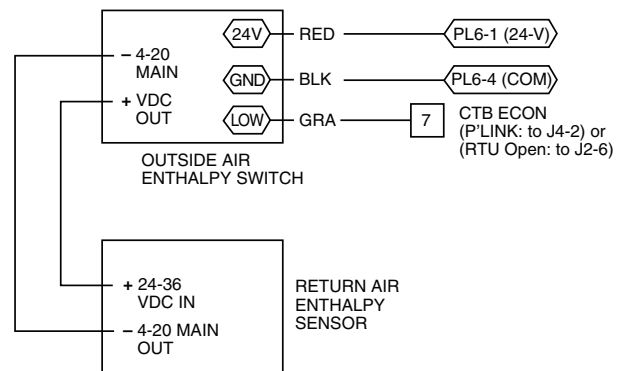 24V RED PL6-1 (24-V)
– 4-20
MAIN
GND BLK PL6-4 (COM)
+ VDC
OUT
LOW GRA 7 CTB ECON
(P'LINK: to J4-2) or
(RTU Open: to J2-6)
OUTSIDE AIR
ENTHALPY SWITCH
+ 24-36
VDC IN
– 4-20 MAIN
OUT
RETURN AIR
ENTHALPY
SENSOR